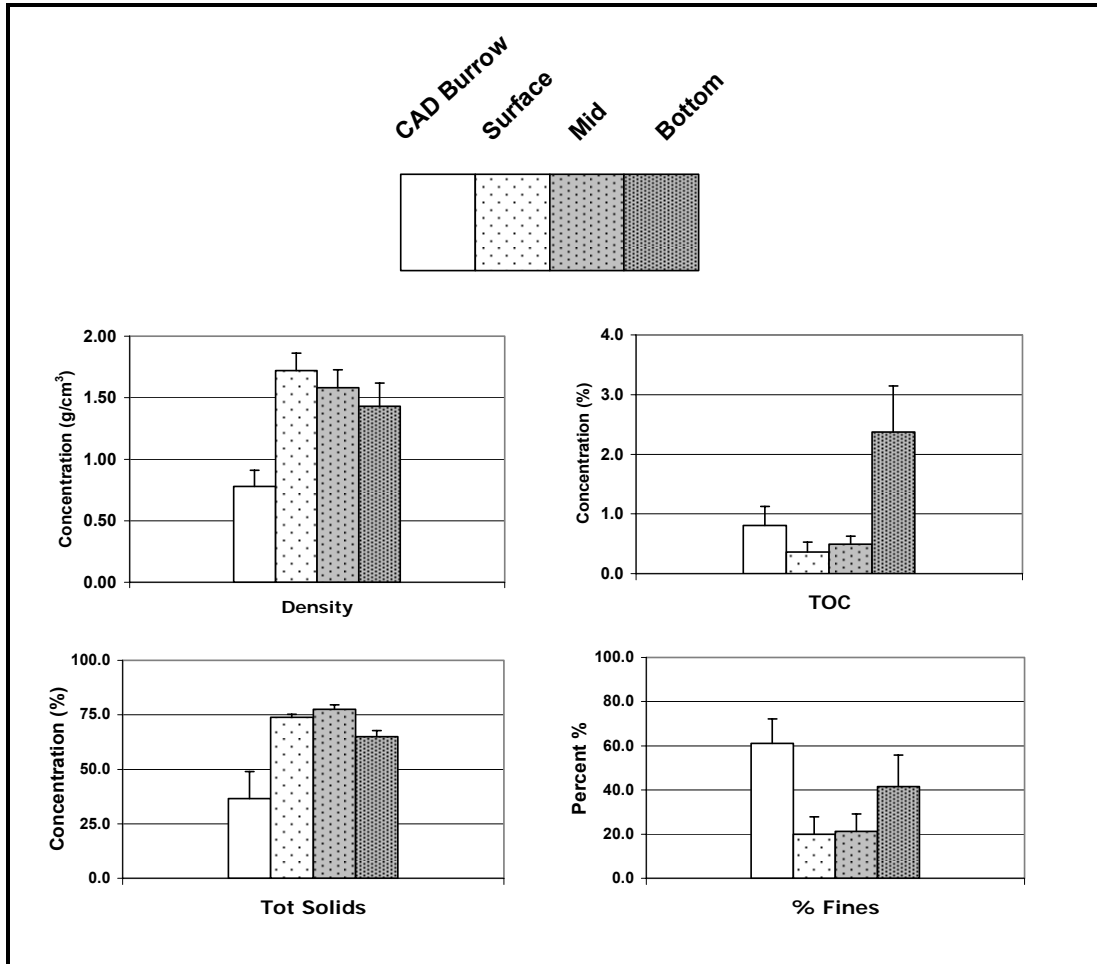 CAD Burrow Surface Mid Bottom
2.00
1.50
1.00
0.50
0.00
Concentration (g/cm³)
Density
4.0
3.0
2.0
1.0
0.0
Concentration (%)
TOC
100.0
75.0
50.0
25.0
0.0
Concentration (%)
Tot Solids
100.0
80.0
60.0
40.0
20.0
0.0
Percent %
% Fines